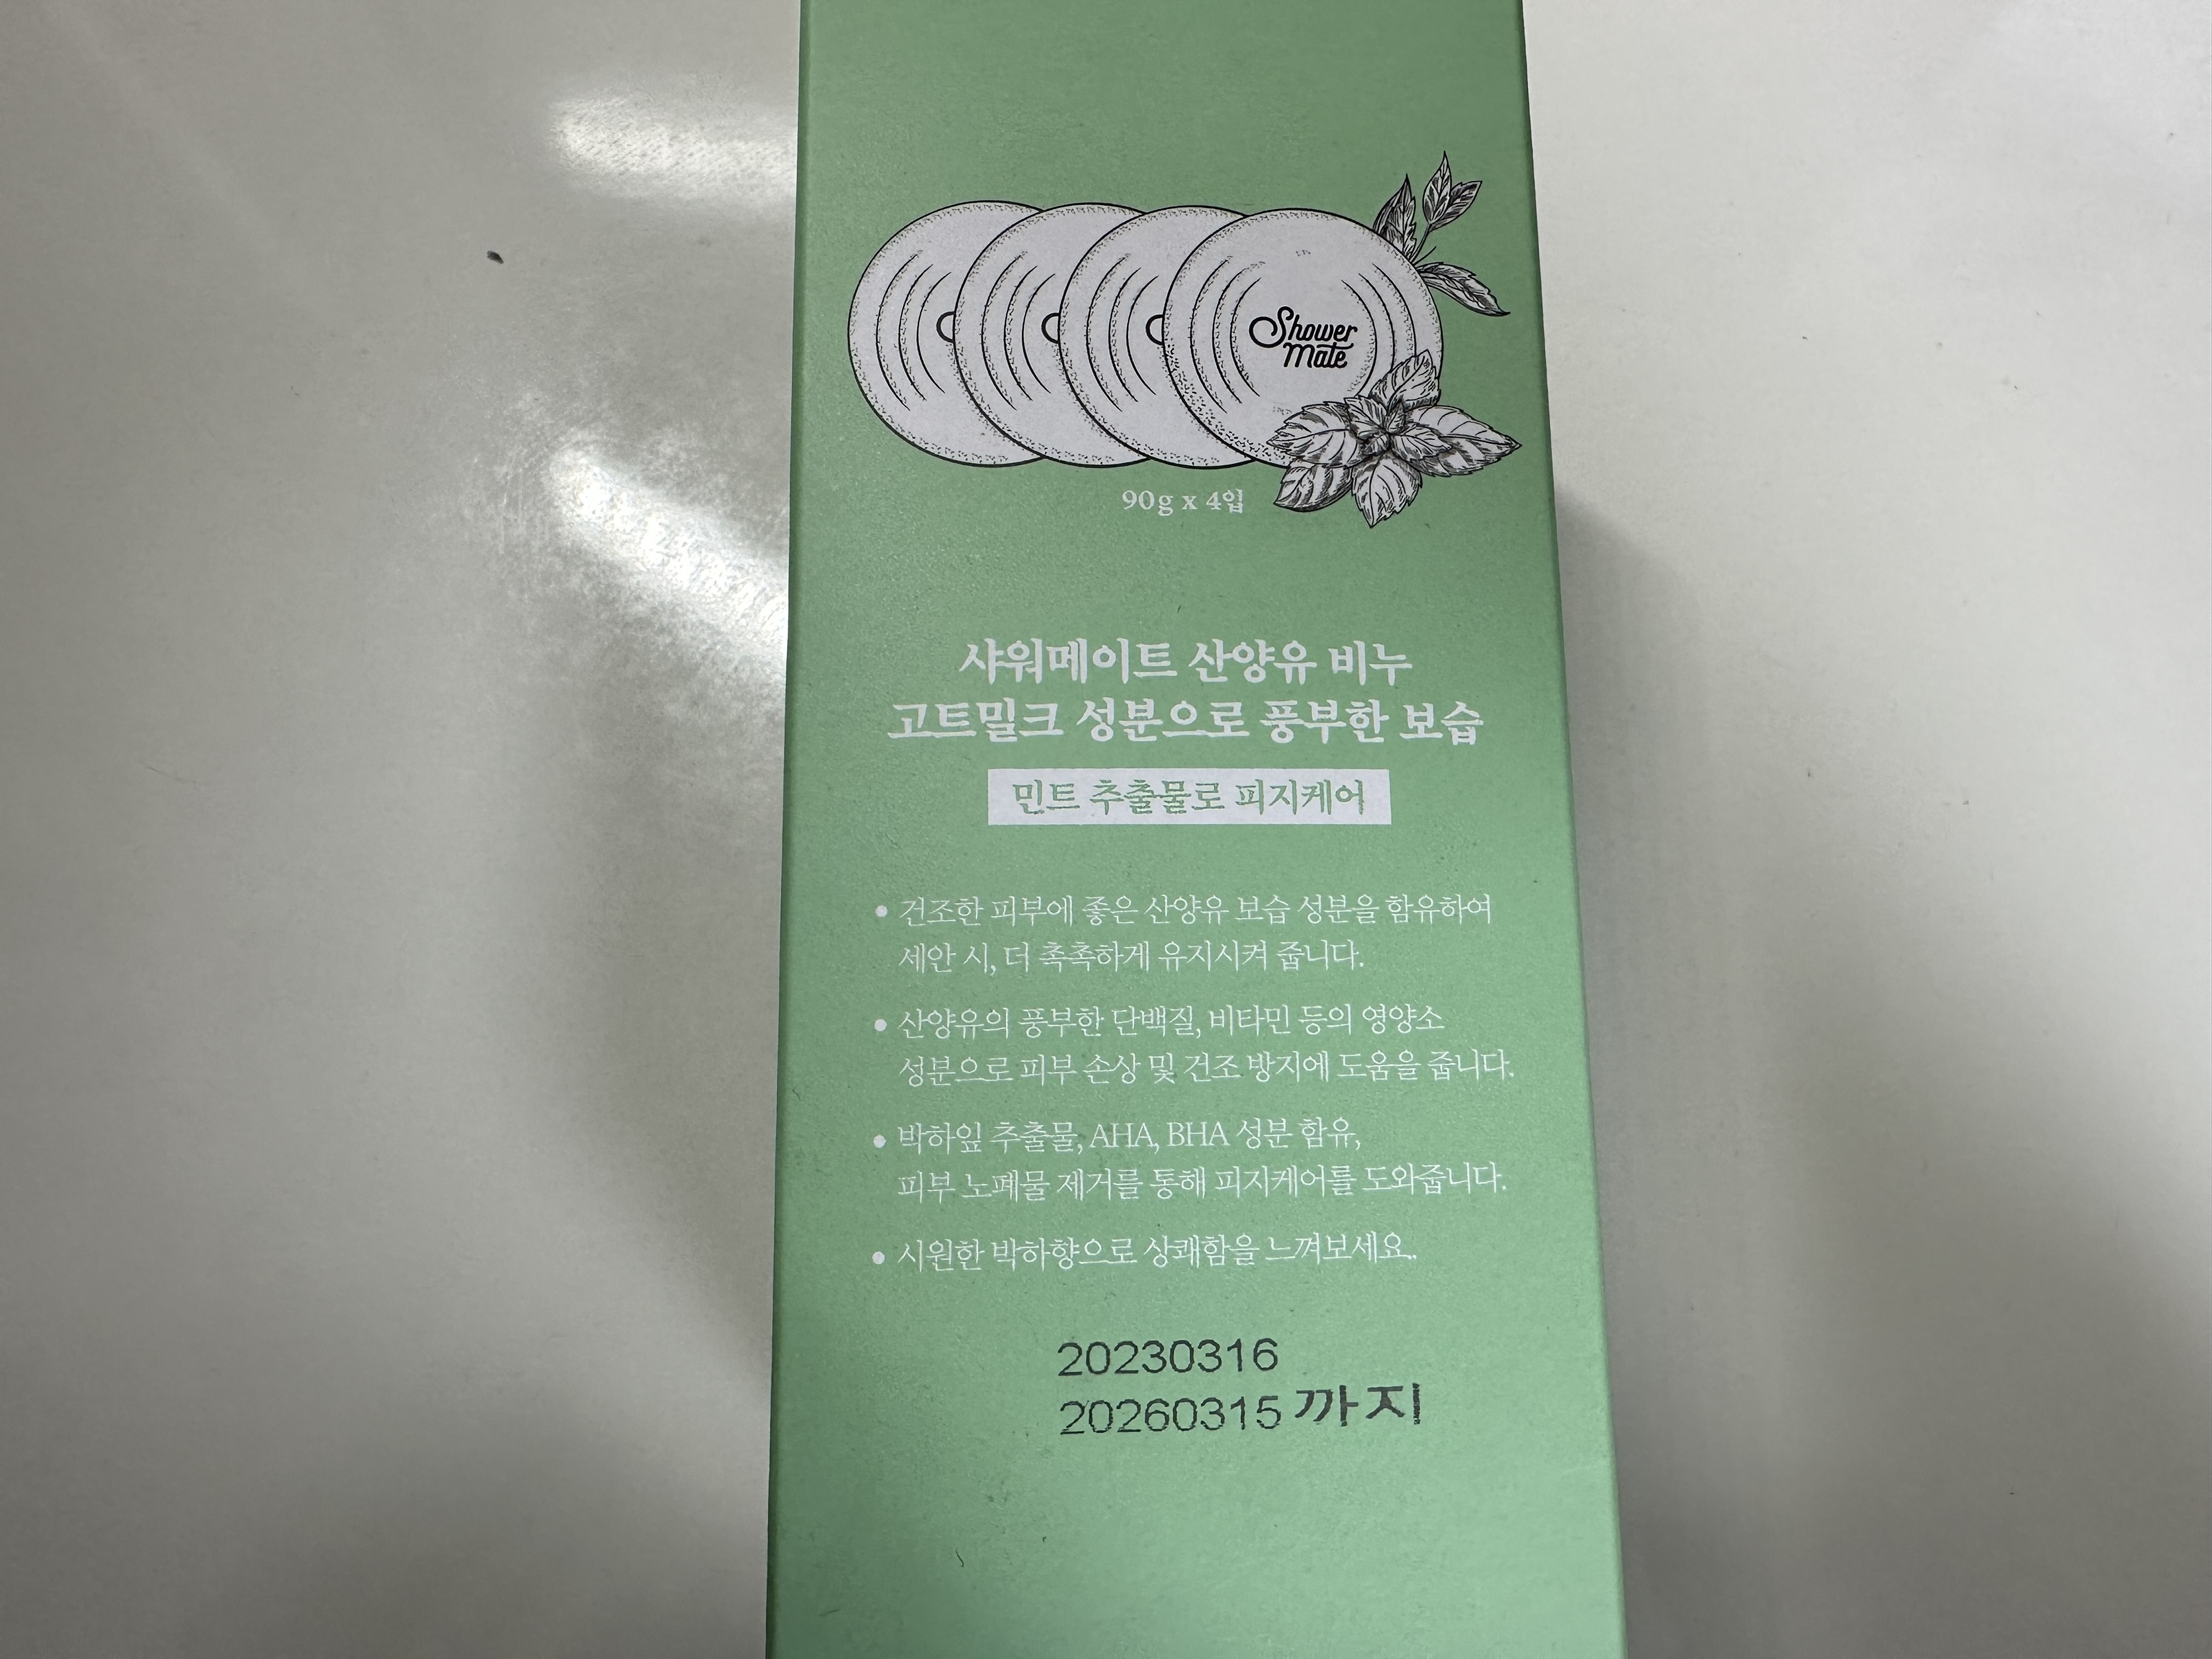 Shower
Mate
90g x 4입
샤워메이트 산양유 비누
고트밀크 성분으로 풍부한 보습
민트 추출물로 피지케어
• 건조한 피부에 좋은 산양유 보습 성분을 함유하여
세안 시, 더 촉촉하게 유지시켜 줍니다.
• 산양유의 풍부한 단백질, 비타민 등의 영양소
성분으로 피부 손상 및 건조 방지에 도움을 줍니다.
• 박하잎 추출물, AHA, BHA 성분 함유,
피부 노폐물 제거를 통해 피지케어를 도와줍니다.
• 시원한 박하향으로 상쾌함을 느껴보세요..
20230316
20260315 까지